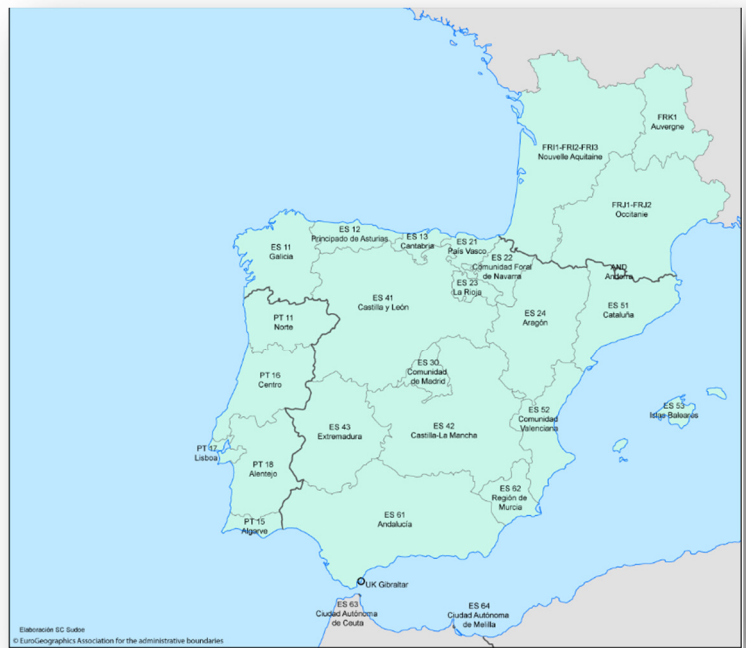 FRK1
Auvergne
FRI1-FRI2-FRI3
Nouvelle Aquitaine
FRJ1-FRJ2
Occitanie
ES 12
Principado de Asturias
ES 13
Cantabria
ES 21
País Vasco
ES 11
Galicia
ES 22
Comunidad Foral
de Navarra
AND
Andorra
ES 23
La Rioja
ES 41
Castilla y León
ES 24
Aragón
ES 51
Cataluña
PT 11
Norte
ES 30
Comunidad
de Madrid
PT 16
Centro
ES 53
Islas Baleares
ES 52
Comunidad
Valenciana
ES 43
Extremadura
ES 42
Castilla-La Mancha
PT 17
Lisboa
PT 18
Alentejo
ES 62
Región de
Murcia
ES 61
Andalucía
PT 15
Algarve
UK Gibraltar
ES 63
Ciudad Autónoma
de Ceuta
ES 64
Ciudad Autónoma
de Melilla
Elaboración SC Sudoe
© EuroGeographics Association for the administrative boundaries